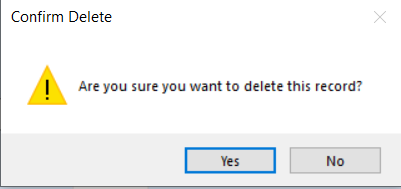 Confirm Delete
Are you sure you want to delete this record?
Yes No